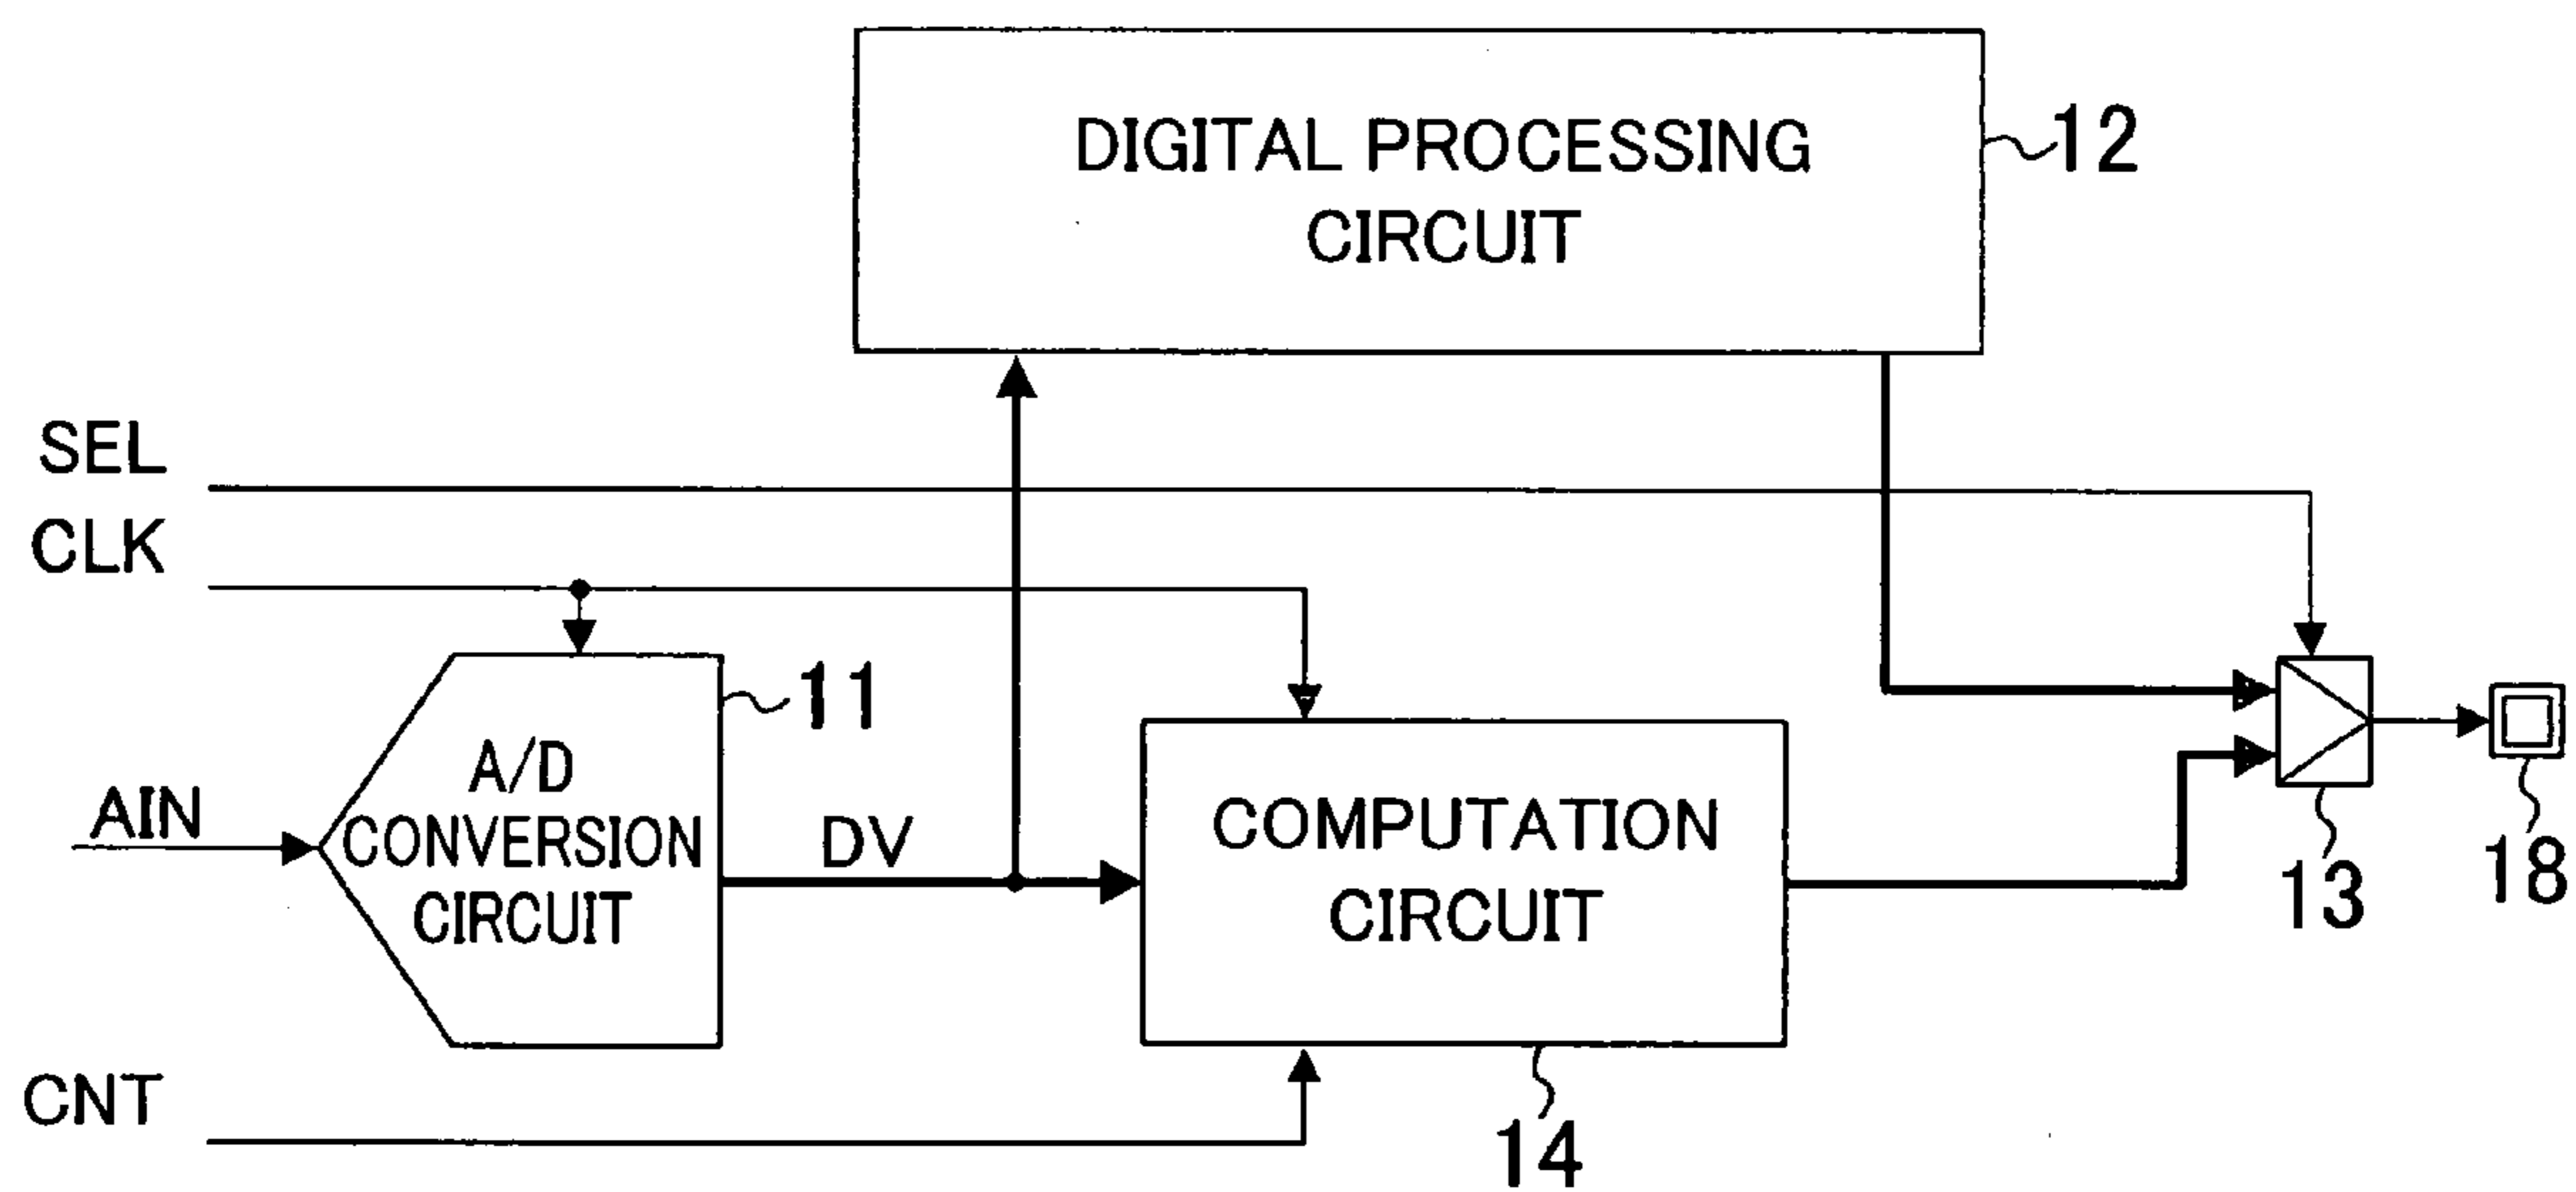 DIGITAL PROCESSING
CIRCUIT
12
SEL
CLK
11
A/D
CONVERSION
CIRCUIT
AIN
DV
COMPUTATION
CIRCUIT
13
18
CNT
14